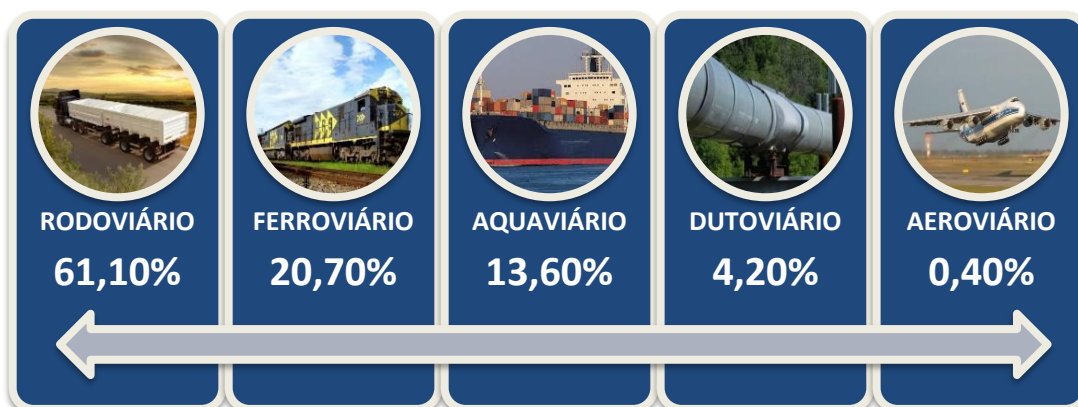 RODOVIÁRIO
61,10%
FERROVIÁRIO
20,70%
AQUAVIÁRIO
13,60%
DUTOVIÁRIO
4,20%
AEROVIÁRIO
0,40%